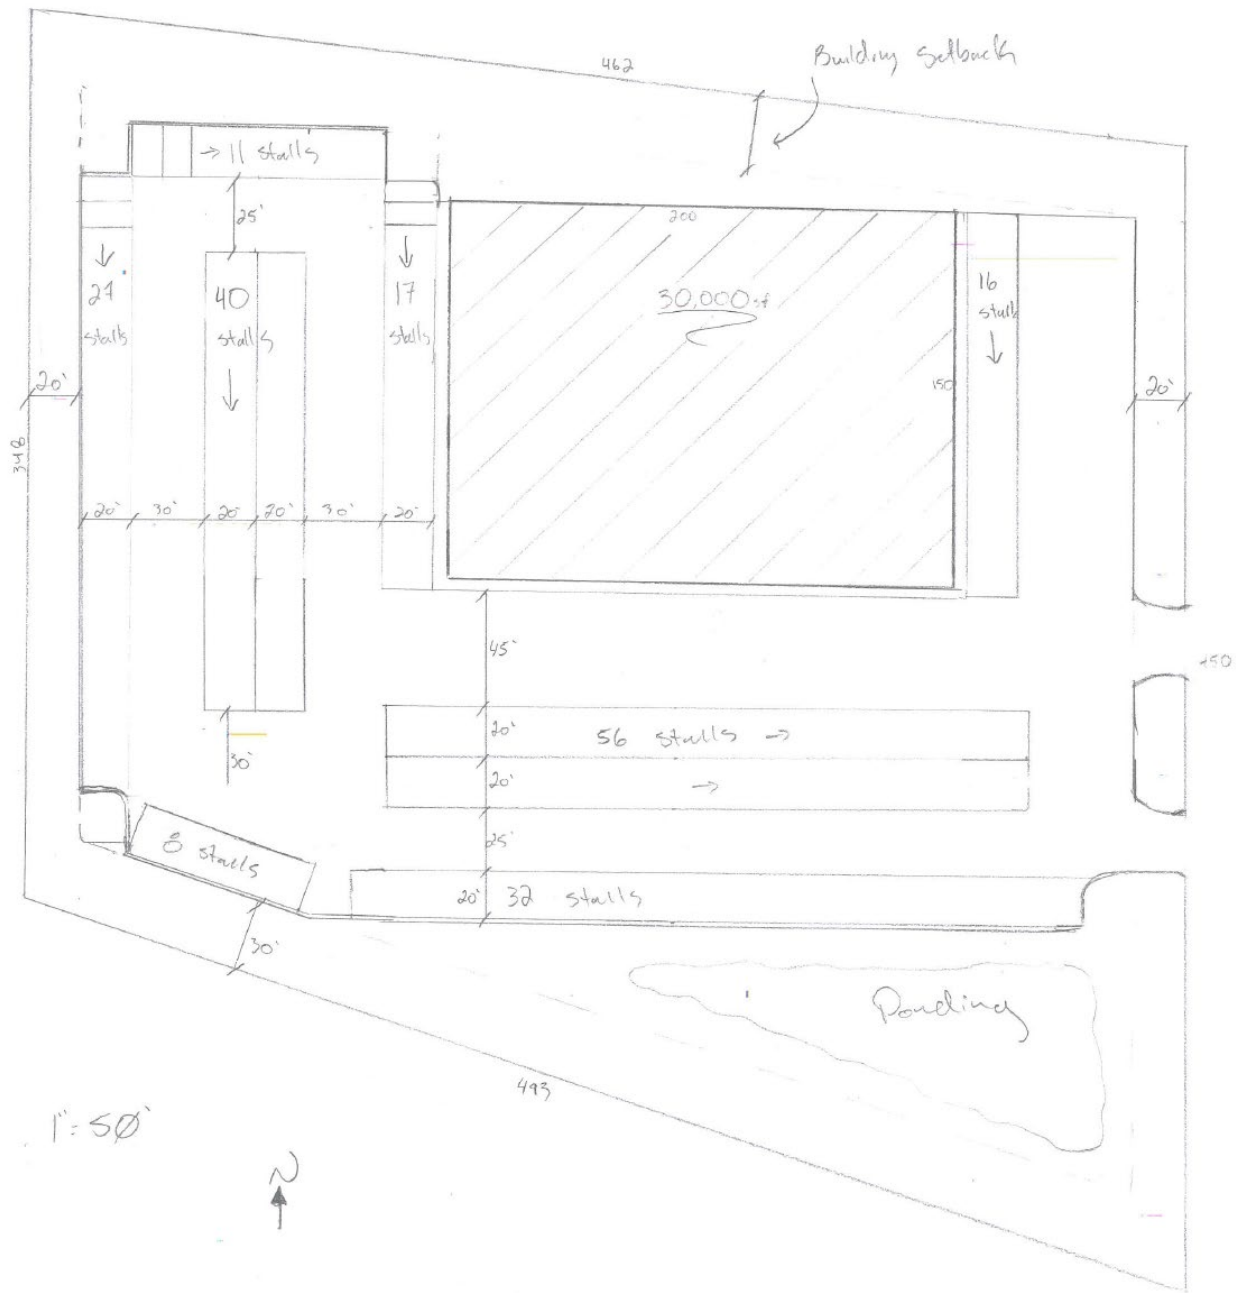 462
Building Setback
→ 11 stalls
25'
200
30,000 sf
150
40
stalls
17
stalls
16
stalls
stalls
20'
20'
348
20' 30' 20' 20' 30' 20'
45'
450
20'
56 stalls →
20'
30'
25'
8 stalls
20'
32 stalls
30'
Ponding
493
1" = 50'
N